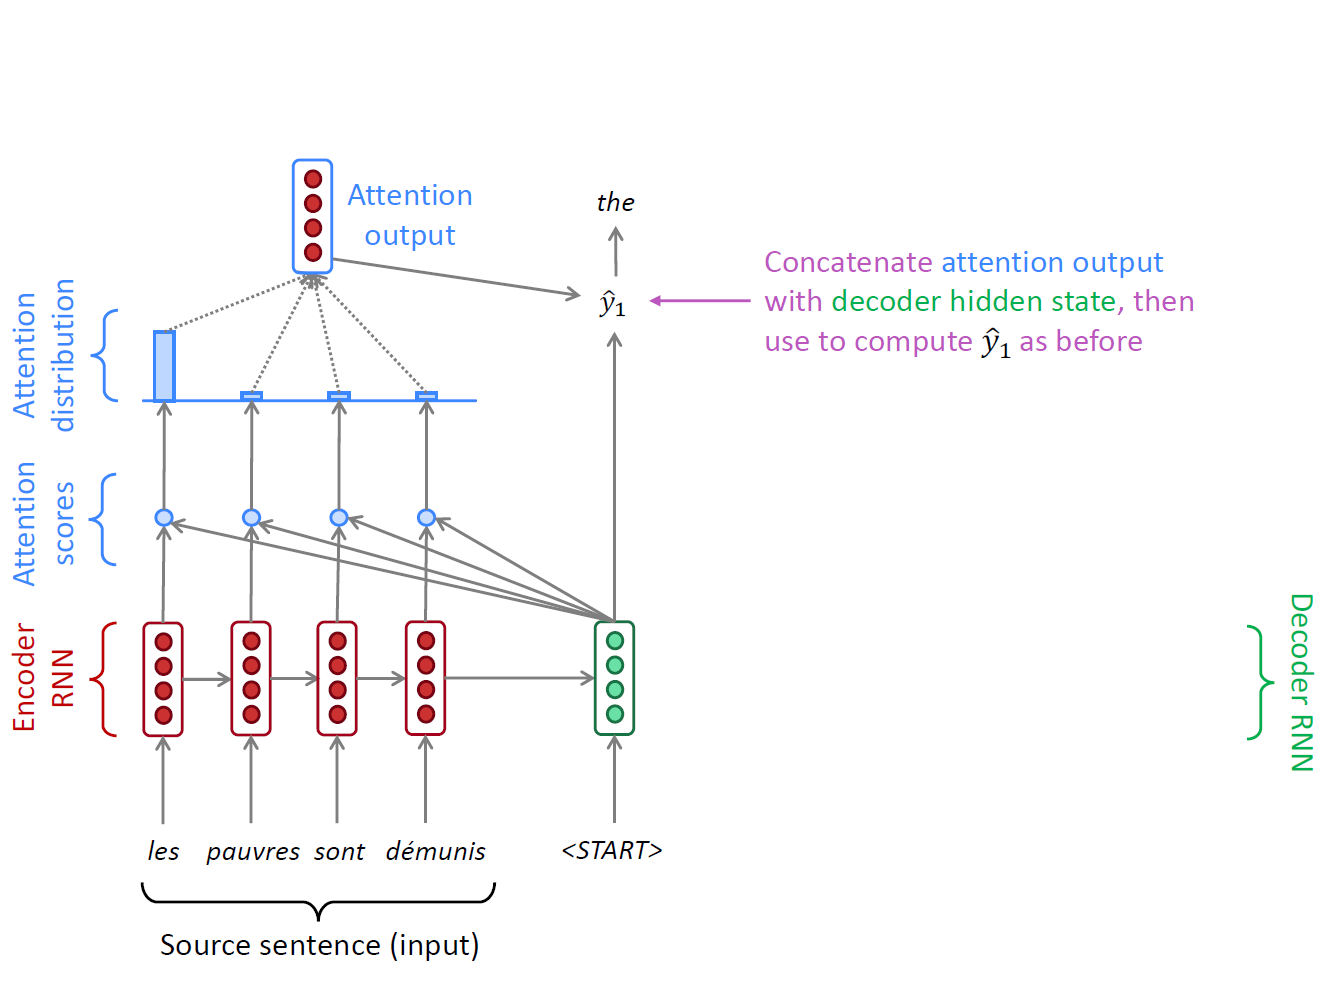 Attention
output
the
Concatenate attention output
with decoder hidden state, then
use to compute ŷ₁ as before
ŷ₁
Attention
distribution
Attention
scores
Encoder
RNN
Decoder RNN
les pauvres sont démunis <START>
Source sentence (input)